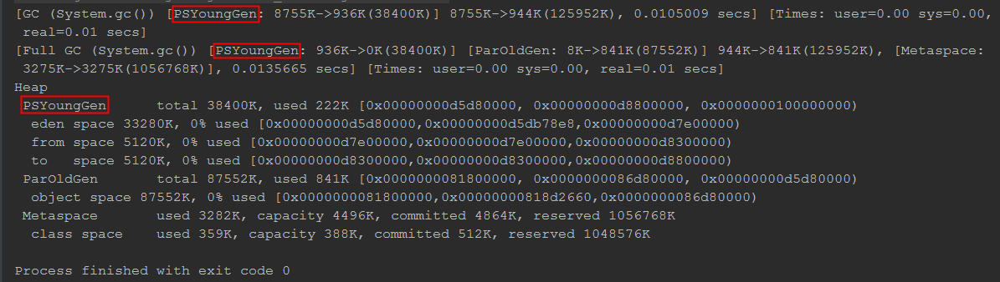 [GC (System.gc()) [PSYoungGen: 8755K->936K(38400K)] 8755K->944K(125952K), 0.0105009 secs] [Times: user=0.00 sys=0.00,
real=0.01 secs]
[Full GC (System.gc()) [PSYoungGen: 936K->0K(38400K)] [ParOldGen: 8K->841K(87552K)] 944K->841K(125952K), [Metaspace:
3275K->3275K(1056768K)], 0.0135665 secs] [Times: user=0.00 sys=0.00, real=0.01 secs]
Heap
PSYoungGen      total 38400K, used 222K [0x00000000d5d80000, 0x00000000d8800000, 0x0000000100000000)
eden space 33280K, 0% used [0x00000000d5d80000,0x00000000d5db78e8,0x00000000d7e00000)
from space 5120K, 0% used [0x00000000d7e00000,0x00000000d7e00000,0x00000000d8300000)
to   space 5120K, 0% used [0x00000000d8300000,0x00000000d8300000,0x00000000d8800000)
ParOldGen       total 87552K, used 841K [0x0000000081800000, 0x0000000086d80000, 0x00000000d5d80000)
object space 87552K, 0% used [0x0000000081800000,0x00000000818d2660,0x0000000086d80000)
Metaspace       used 3282K, capacity 4496K, committed 4864K, reserved 1056768K
class space    used 359K, capacity 388K, committed 512K, reserved 1048576K
Process finished with exit code 0